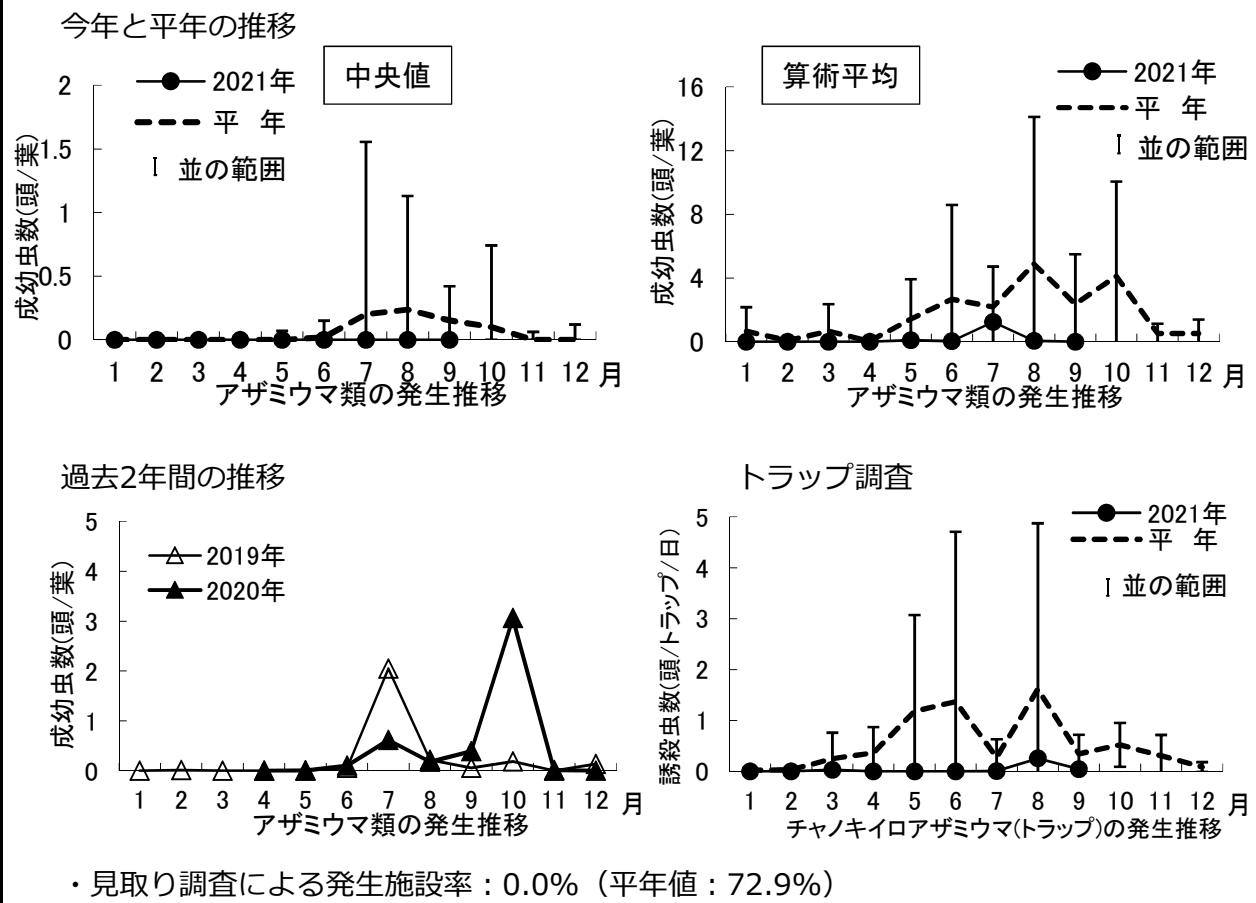 今年と平年の推移
中央値
2021年
平　年
並の範囲
成幼虫数(頭/葉)
2
1.5
1
0.5
0
1 2 3 4 5 6 7 8 9 10 11 12 月
アザミウマ類の発生推移
算術平均
2021年
平　年
並の範囲
成幼虫数(頭/葉)
16
12
8
4
0
1 2 3 4 5 6 7 8 9 10 11 12 月
アザミウマ類の発生推移
過去2年間の推移
2019年
2020年
成幼虫数(頭/葉)
5
4
3
2
1
0
1 2 3 4 5 6 7 8 9 10 11 12 月
アザミウマ類の発生推移
トラップ調査
2021年
平　年
並の範囲
誘殺虫数(頭/トラップ/日)
5
4
3
2
1
0
1 2 3 4 5 6 7 8 9 10 11 12 月
チャノキイロアザミウマ(トラップ)の発生推移
・見取り調査による発生施設率：0.0%（平年値：72.9%）